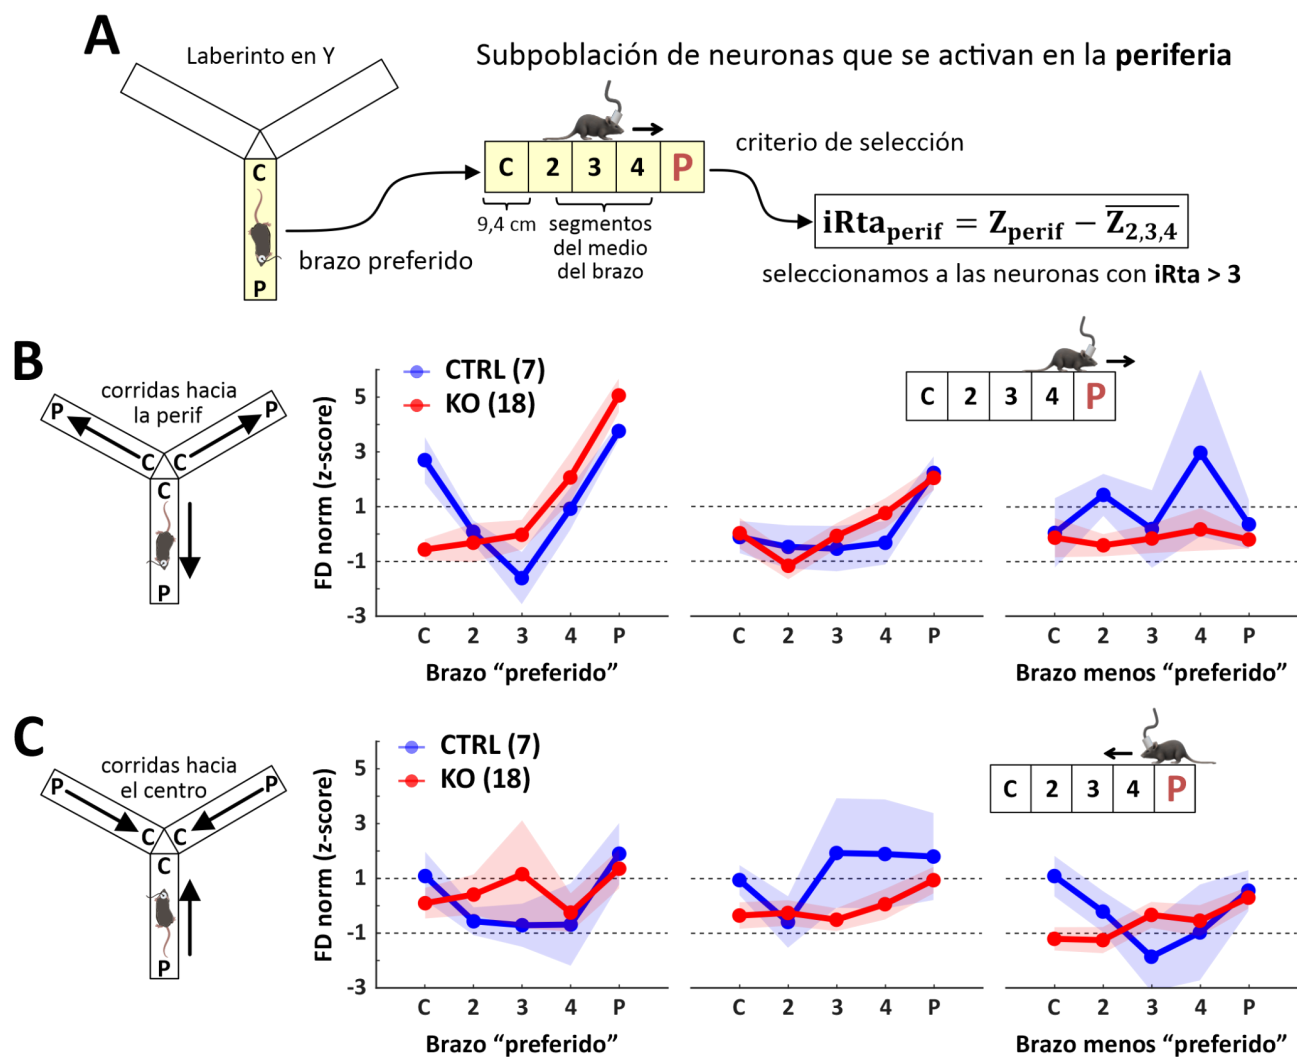 A
Laberinto en Y
Subpoblación de neuronas que se activan en la periferia
C
P
brazo preferido
C 2 3 4 P
9,4 cm
segmentos
del medio
del brazo
criterio de selección
iRta_perif = Z_perif − \overline{Z_{2,3,4}}
seleccionamos a las neuronas con iRta > 3
B
corridas hacia
la perif
P P
C C
C
P
CTRL (7)
KO (18)
C 2 3 4 P
FD norm (z-score)
5
3
1
-1
-3
C 2 3 4 P
C 2 3 4 P
C 2 3 4 P
Brazo “preferido”
Brazo menos “preferido”
C
corridas hacia
el centro
P P
C C
C
P
CTRL (7)
KO (18)
C 2 3 4 P
FD norm (z-score)
5
3
1
-1
-3
C 2 3 4 P
C 2 3 4 P
C 2 3 4 P
Brazo “preferido”
Brazo menos “preferido”